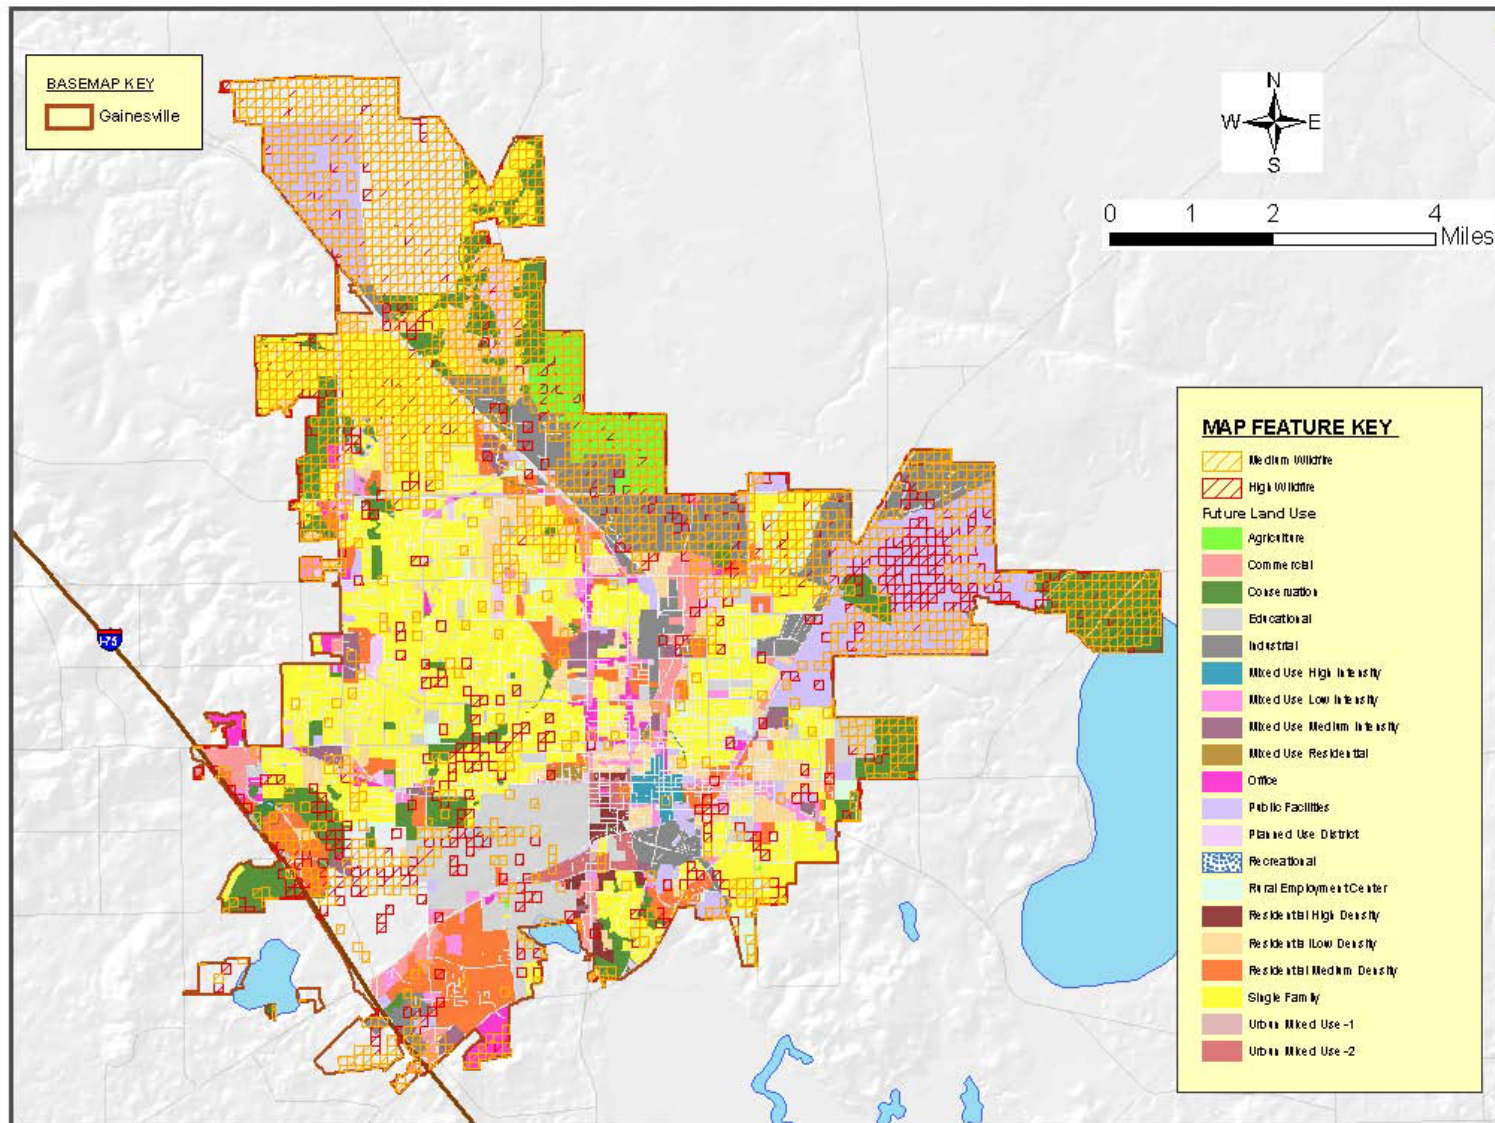 BASEMAP KEY
Gainesville
N
W E
S
0 1 2 4
Miles
I-75
MAP FEATURE KEY
Medium Wildfire
High Wildfire
Future Land Use
Agriculture
Commercial
Conservation
Educational
Industrial
Mixed Use High Intensity
Mixed Use Low Intensity
Mixed Use Medium Intensity
Mixed Use Residential
Office
Public Facilities
Planned Use District
Recreational
Rural Employment Center
Residential High Density
Residential Low Density
Residential Medium Density
Single Family
Urban Mixed Use -1
Urban Mixed Use -2